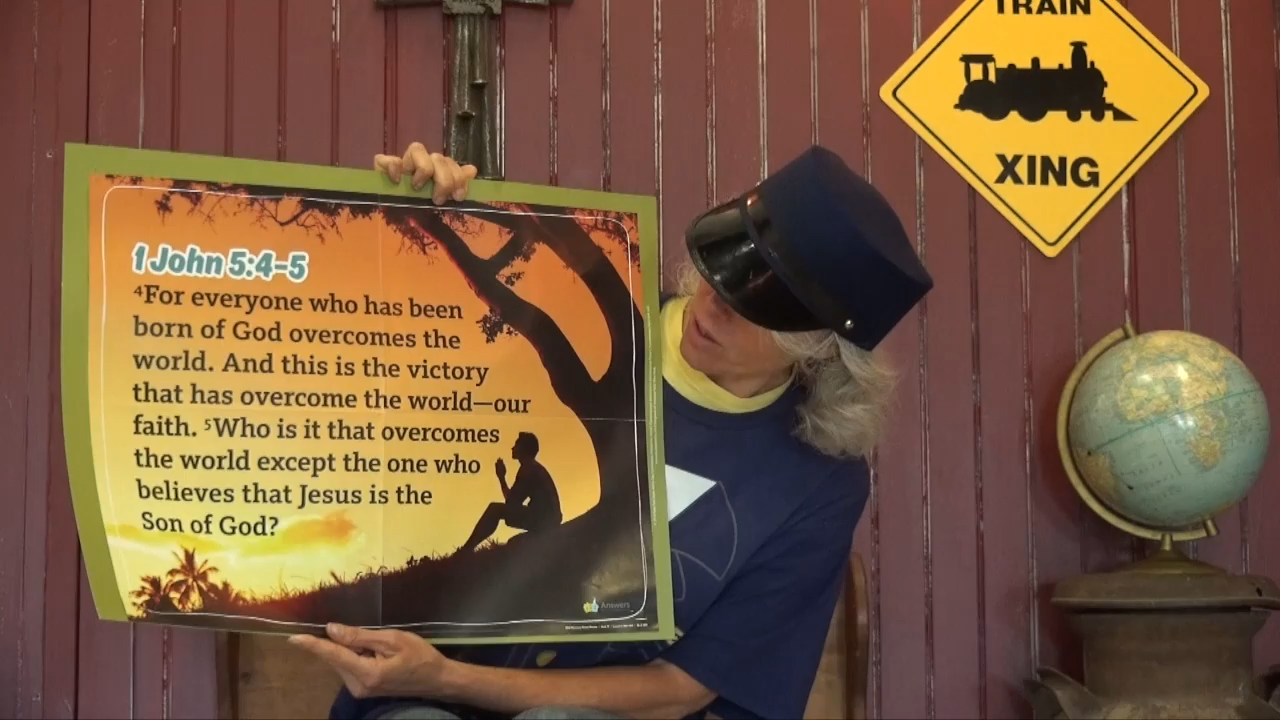 TRAIN
XING
1 John 5:4-5
⁴For everyone who has been
born of God overcomes the
world. And this is the victory
that has overcome the world—our
faith. ⁵Who is it that overcomes
the world except the one who
believes that Jesus is the
Son of God?
Answers